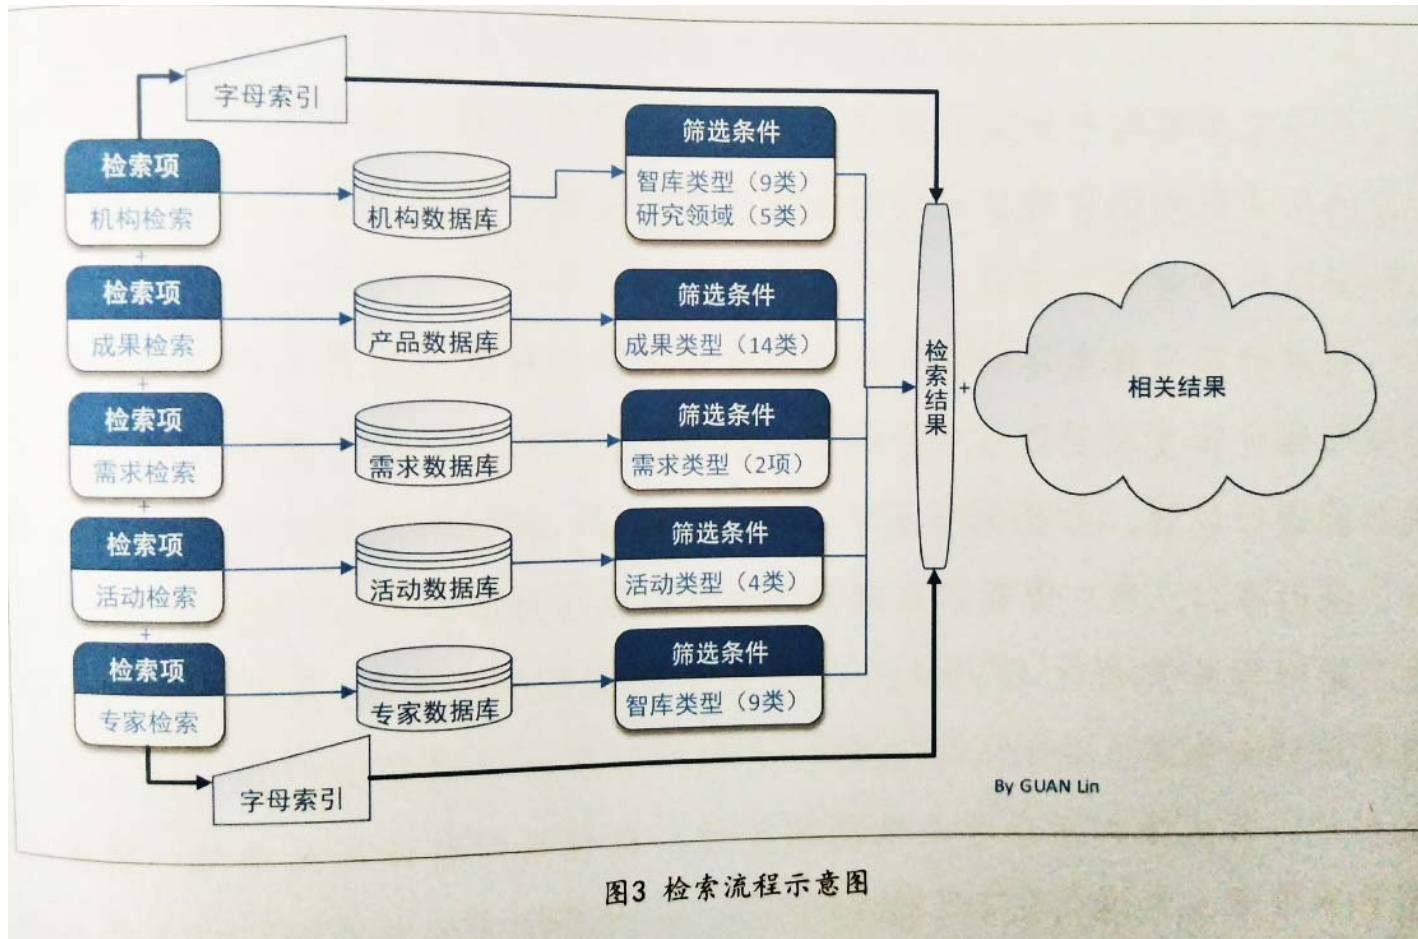 字母索引
检索项
机构检索
机构数据库
筛选条件
智库类型（9类）
研究领域（5类）
+
检索项
成果检索
产品数据库
筛选条件
成果类型（14类）
+
检索项
需求检索
需求数据库
筛选条件
需求类型（2项）
+
检索项
活动检索
活动数据库
筛选条件
活动类型（4类）
+
检索项
专家检索
专家数据库
筛选条件
智库类型（9类）
字母索引
检索结果
+
相关结果
By GUAN Lin
图3 检索流程示意图